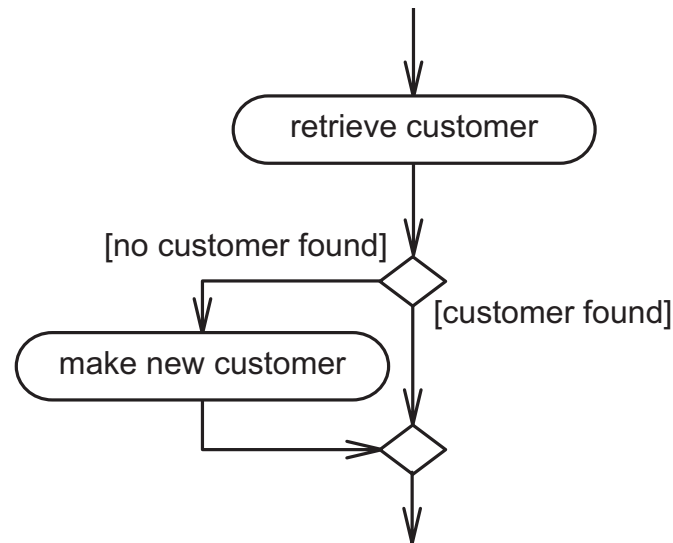 retrieve customer
[no customer found]
[customer found]
make new customer